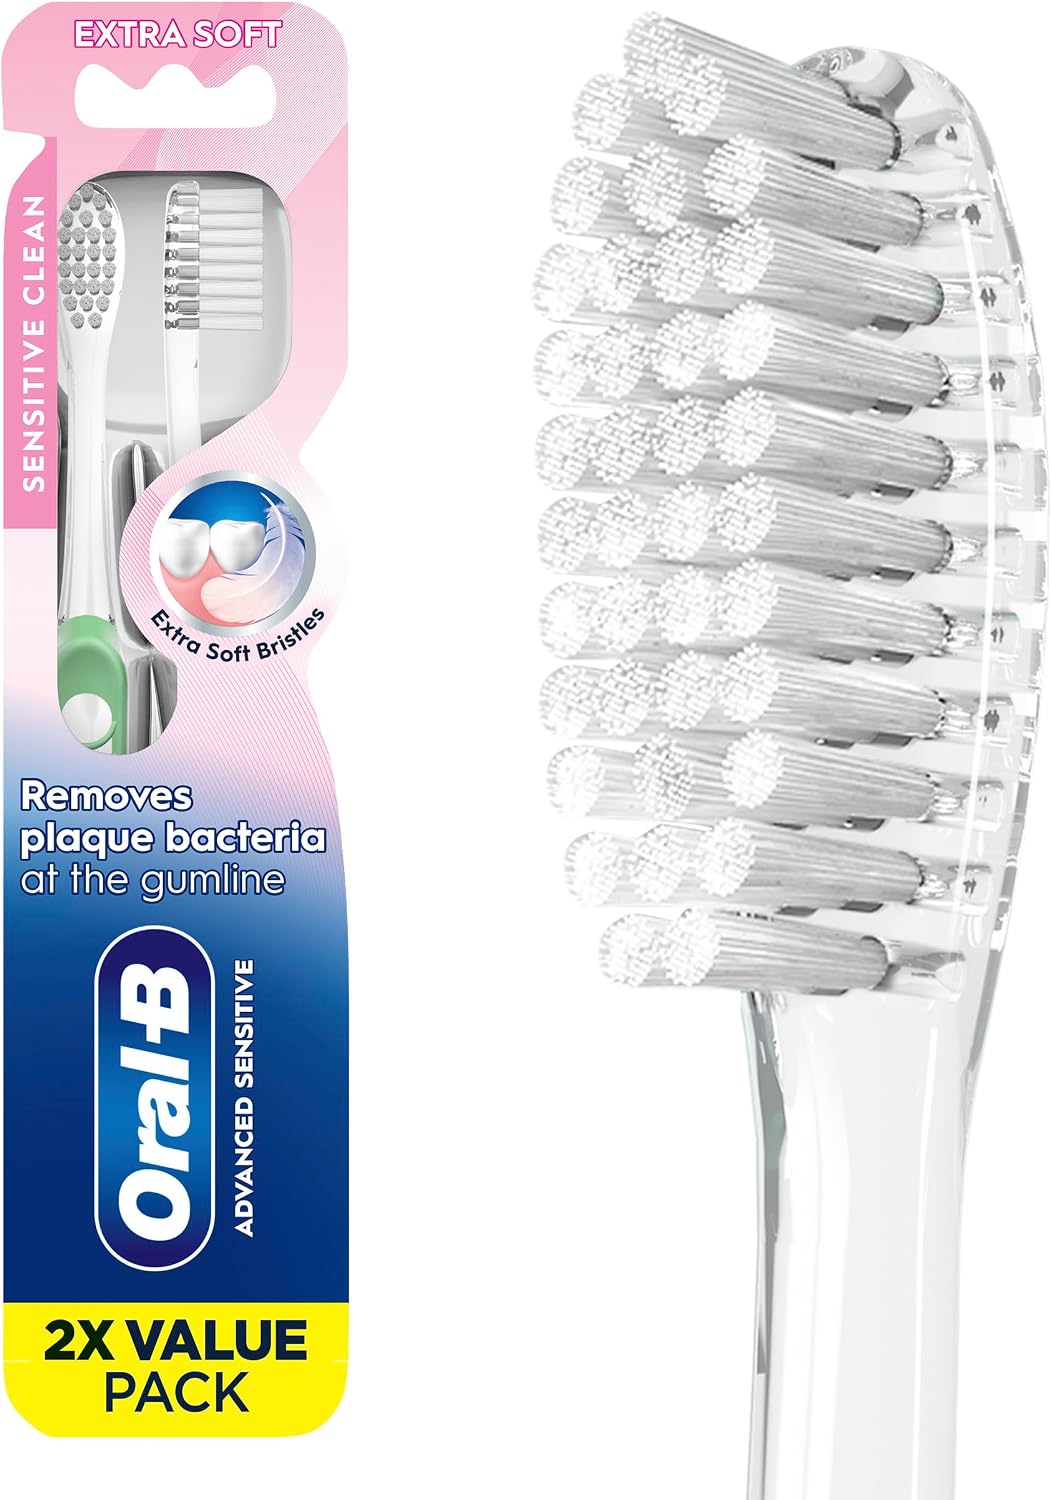 EXTRA SOFT
SENSITIVE CLEAN
Extra Soft Bristles
Removes
plaque bacteria
at the gumline
Oral-B
ADVANCED SENSITIVE
2X VALUE
PACK